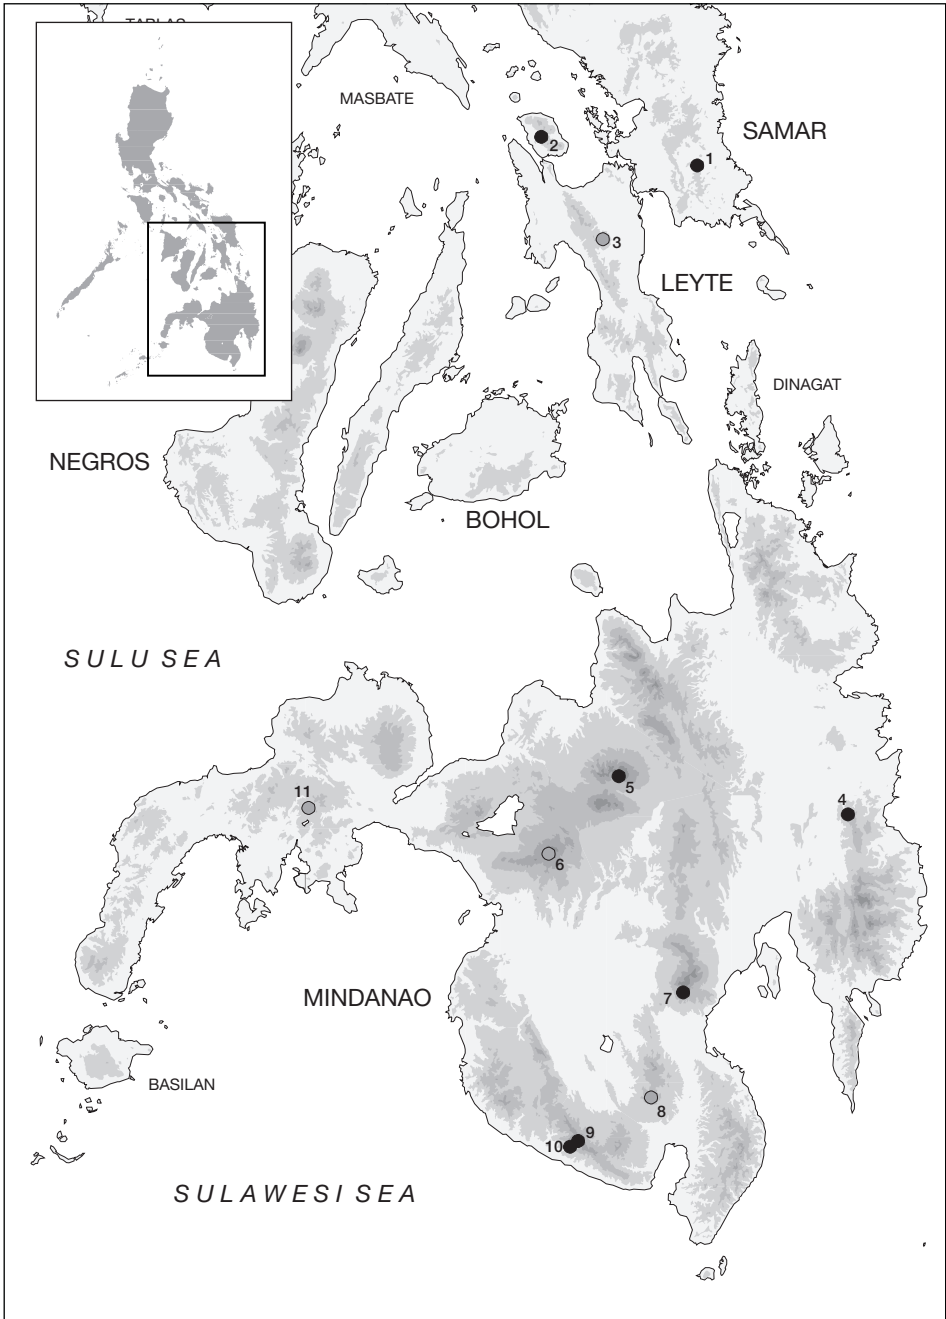 TABLAS
MASBATE
SAMAR
1
2
3
LEYTE
DINAGAT
NEGROS
BOHOL
SULU SEA
5
11
4
6
MINDANAO
7
BASILAN
8
9
10
SULAWESI SEA